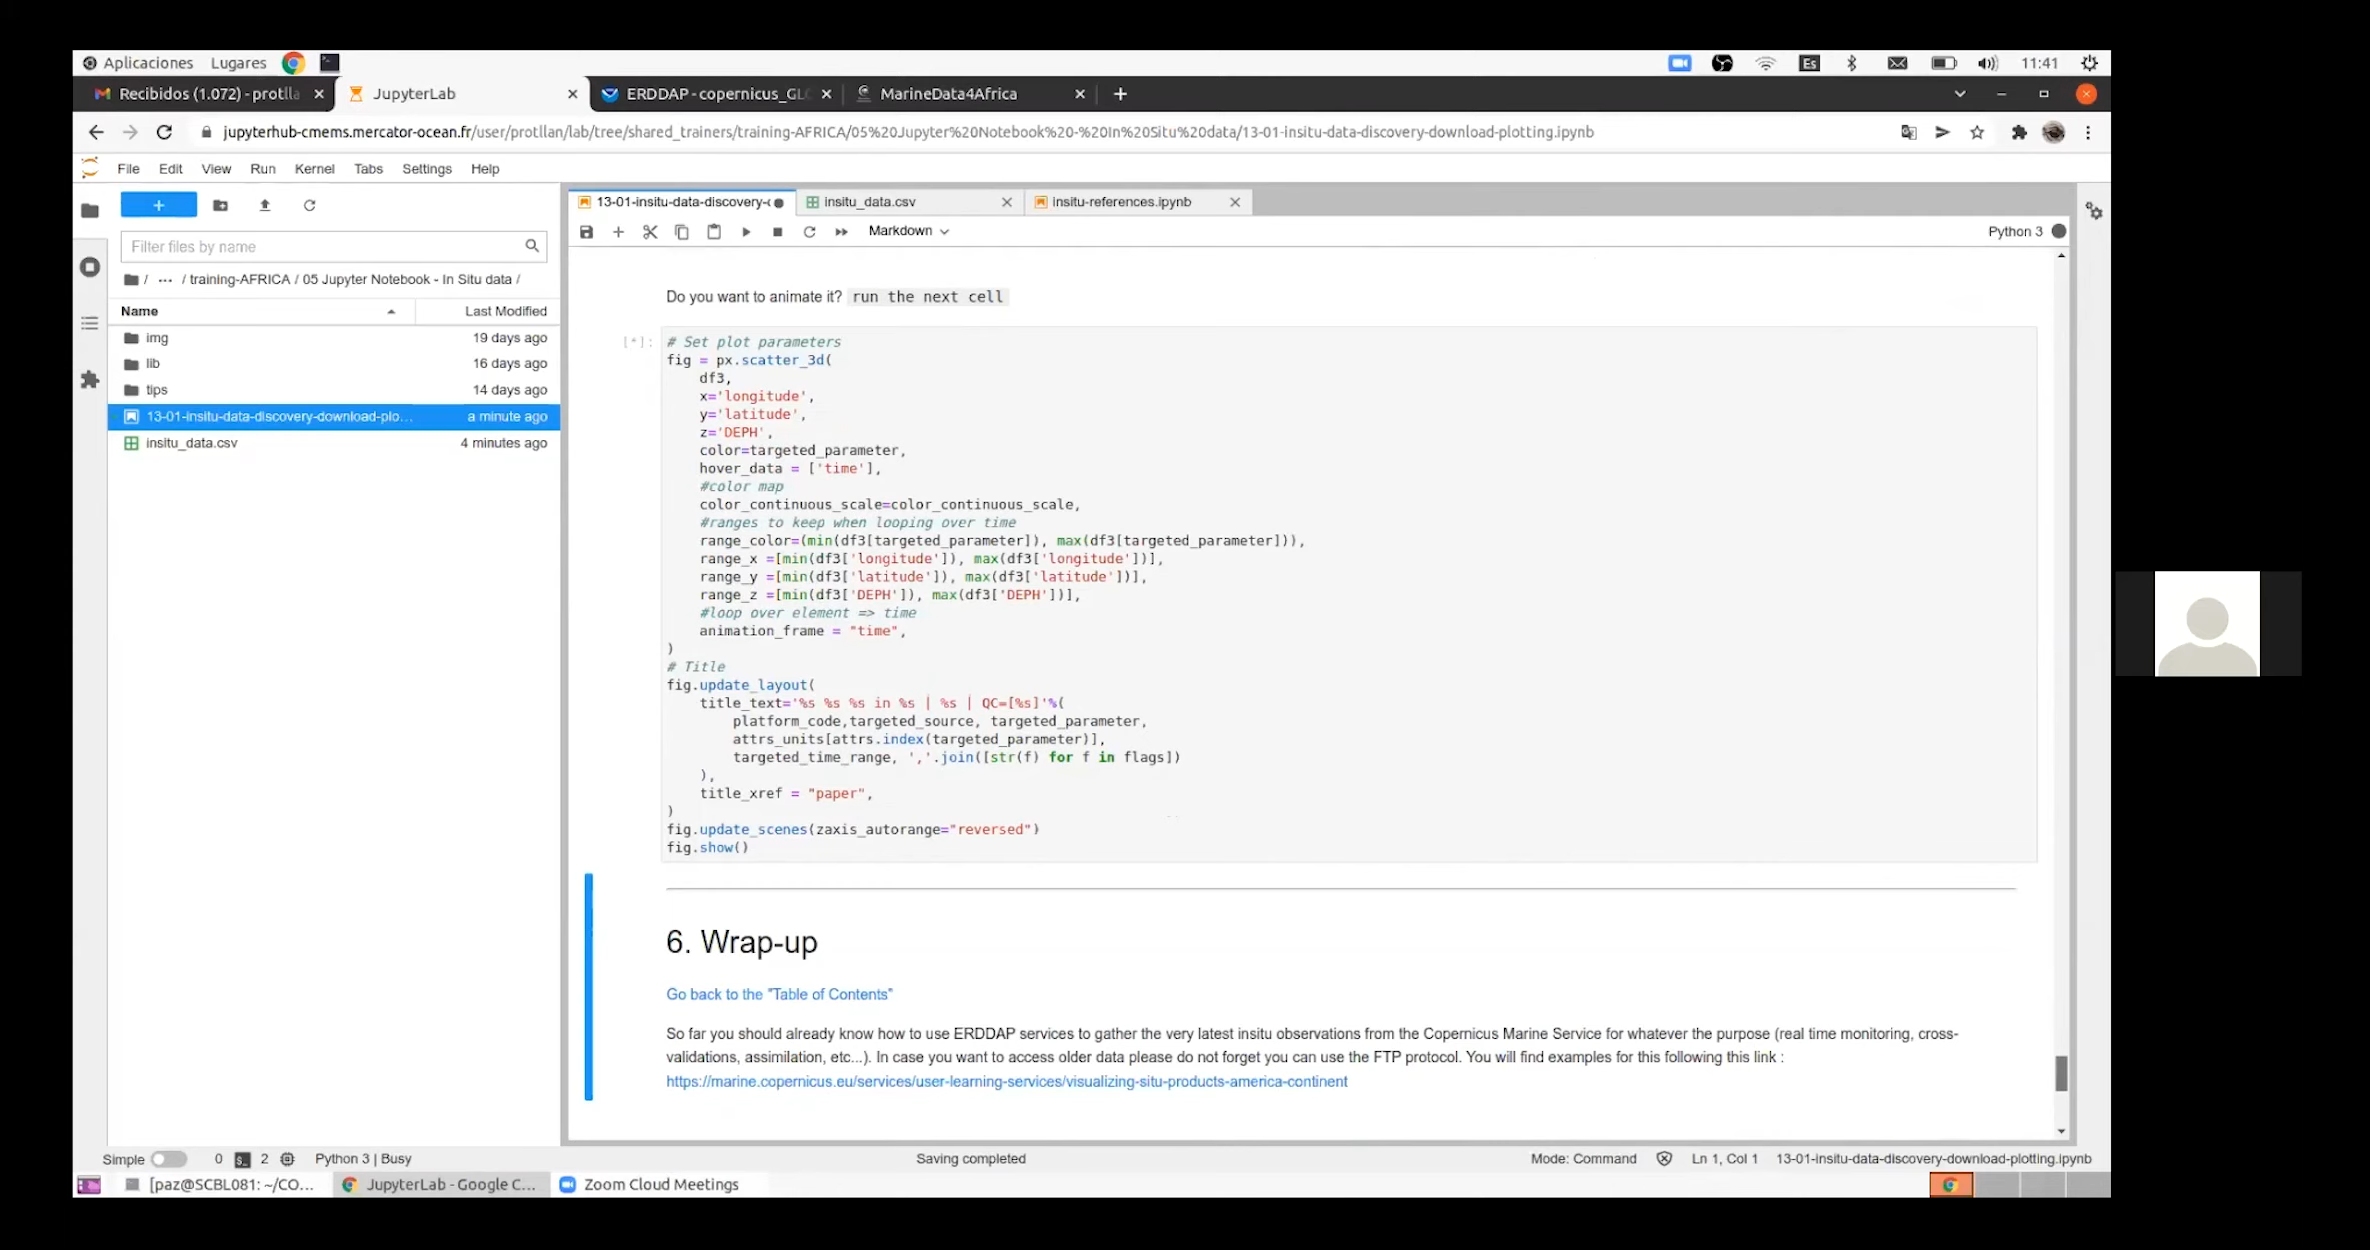 Aplicaciones Lugares
Es 11:41
Recibidos (1.072) - protlla
JupyterLab
ERDDAP - copernicus_GLO
MarineData4Africa
jupyterhub-cmems.mercator-ocean.fr/user/protllan/lab/tree/shared_trainers/training-AFRICA/05%20Jupyter%20Notebook%20-%20In%20Situ%20data/13-01-insitu-data-discovery-download-plotting.ipynb
File Edit View Run Kernel Tabs Settings Help
13-01-insitu-data-discovery-
insitu_data.csv
insitu-references.ipynb
Markdown
Python 3
Filter files by name
/ ··· / training-AFRICA / 05 Jupyter Notebook - In Situ data /
Name Last Modified
img 19 days ago
lib 16 days ago
tips 14 days ago
13-01-insitu-data-discovery-download-plo... a minute ago
insitu_data.csv 4 minutes ago
Do you want to animate it? run the next cell
[*]:
# Set plot parameters
fig = px.scatter_3d(
df3,
x='longitude',
y='latitude',
z='DEPH',
color=targeted_parameter,
hover_data = ['time'],
#color map
color_continuous_scale=color_continuous_scale,
#ranges to keep when looping over time
range_color=(min(df3[targeted_parameter]), max(df3[targeted_parameter])),
range_x =[min(df3['longitude']), max(df3['longitude'])],
range_y =[min(df3['latitude']), max(df3['latitude'])],
range_z =[min(df3['DEPH']), max(df3['DEPH'])],
#loop over element => time
animation_frame = "time",
)
# Title
fig.update_layout(
title_text='%s %s %s in %s | %s | QC=[%s]'%(
platform_code,targeted_source, targeted_parameter,
attrs_units[attrs.index(targeted_parameter)],
targeted_time_range, ','.join([str(f) for f in flags])
),
title_xref = "paper",
)
fig.update_scenes(zaxis_autorange="reversed")
fig.show()
6. Wrap-up
Go back to the "Table of Contents"
So far you should already know how to use ERDDAP services to gather the very latest insitu observations from the Copernicus Marine Service for whatever the purpose (real time monitoring, cross-
validations, assimilation, etc...). In case you want to access older data please do not forget you can use the FTP protocol. You will find examples for this following this link :
https://marine.copernicus.eu/services/user-learning-services/visualizing-situ-products-america-continent
Simple 0 $_ 2 Python 3 | Busy Saving completed Mode: Command Ln 1, Col 1 13-01-insitu-data-discovery-download-plotting.ipynb
[paz@SCBL081: ~/CO... JupyterLab - Google C... Zoom Cloud Meetings